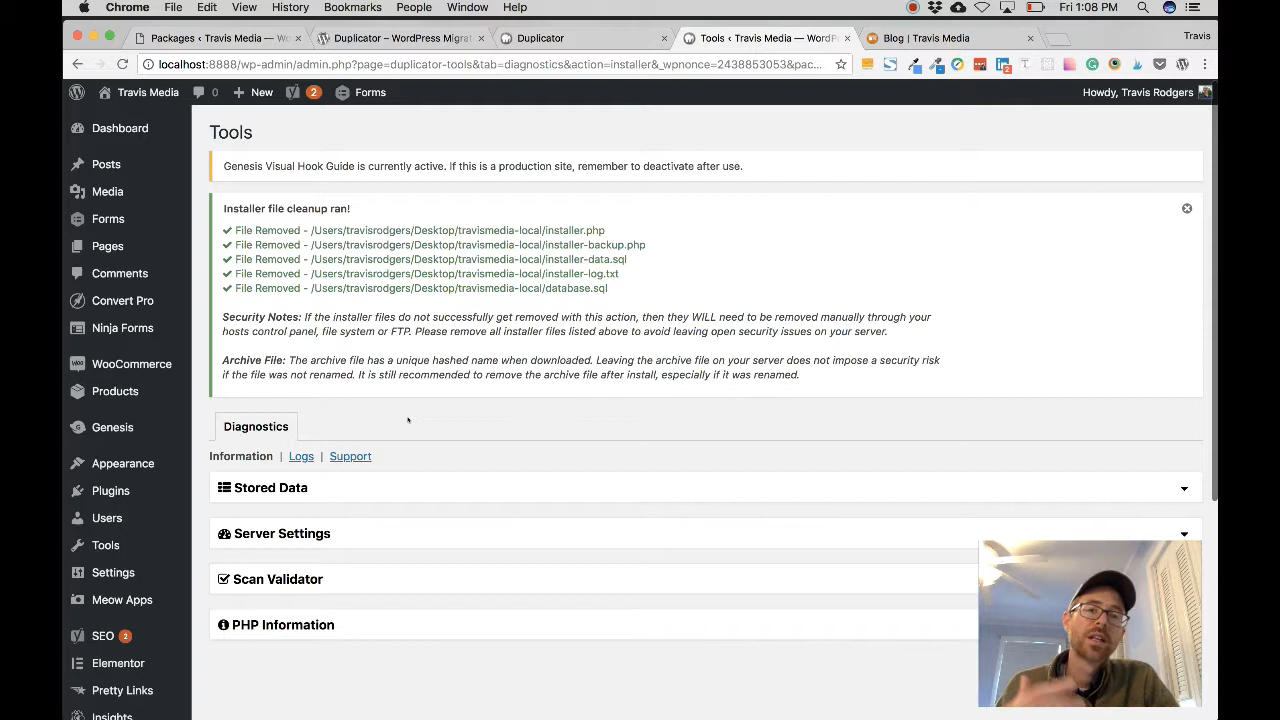 Chrome File Edit View History Bookmarks People Window Help Fri 1:08 PM
Packages ‹ Travis Media — Wo Duplicator – WordPress Migrat Duplicator Tools ‹ Travis Media — WordPr Blog | Travis Media Travis
localhost:8888/wp-admin/admin.php?page=duplicator-tools&tab=diagnostics&action=installer&_wpnonce=2438853053&pac... 2
Travis Media 0 New 2 Forms Howdy, Travis Rodgers
Dashboard
Posts
Media
Forms
Pages
Comments
Convert Pro
Ninja Forms
WooCommerce
Products
Genesis
Appearance
Plugins
Users
Tools
Settings
Meow Apps
SEO 2
Elementor
Pretty Links
Insights
Tools
Genesis Visual Hook Guide is currently active. If this is a production site, remember to deactivate after use.
Installer file cleanup ran!
File Removed - /Users/travisrodgers/Desktop/travismedia-local/installer.php
File Removed - /Users/travisrodgers/Desktop/travismedia-local/installer-backup.php
File Removed - /Users/travisrodgers/Desktop/travismedia-local/installer-data.sql
File Removed - /Users/travisrodgers/Desktop/travismedia-local/installer-log.txt
File Removed - /Users/travisrodgers/Desktop/travismedia-local/database.sql
Security Notes: If the installer files do not successfully get removed with this action, then they WILL need to be removed manually through your
hosts control panel, file system or FTP. Please remove all installer files listed above to avoid leaving open security issues on your server.
Archive File: The archive file has a unique hashed name when downloaded. Leaving the archive file on your server does not impose a security risk
if the file was not renamed. It is still recommended to remove the archive file after install, especially if it was renamed.
Diagnostics
Information | Logs | Support
Stored Data
Server Settings
Scan Validator
PHP Information